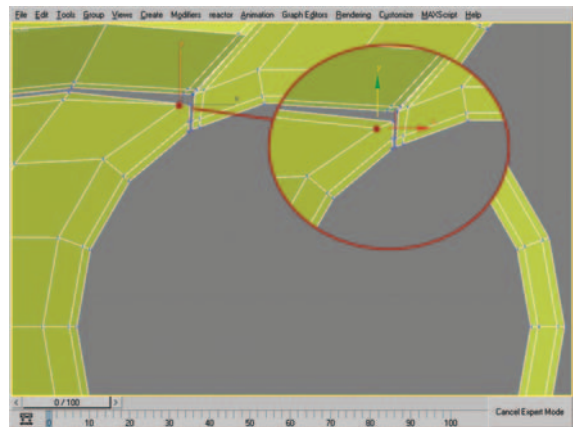 File Edit Tools Group Views Create Modifiers reactor Animation Graph Editors Rendering Customize MAXScript Help
0 / 100
Cancel Expert Mode
0 10 20 30 40 50 60 70 80 90 100